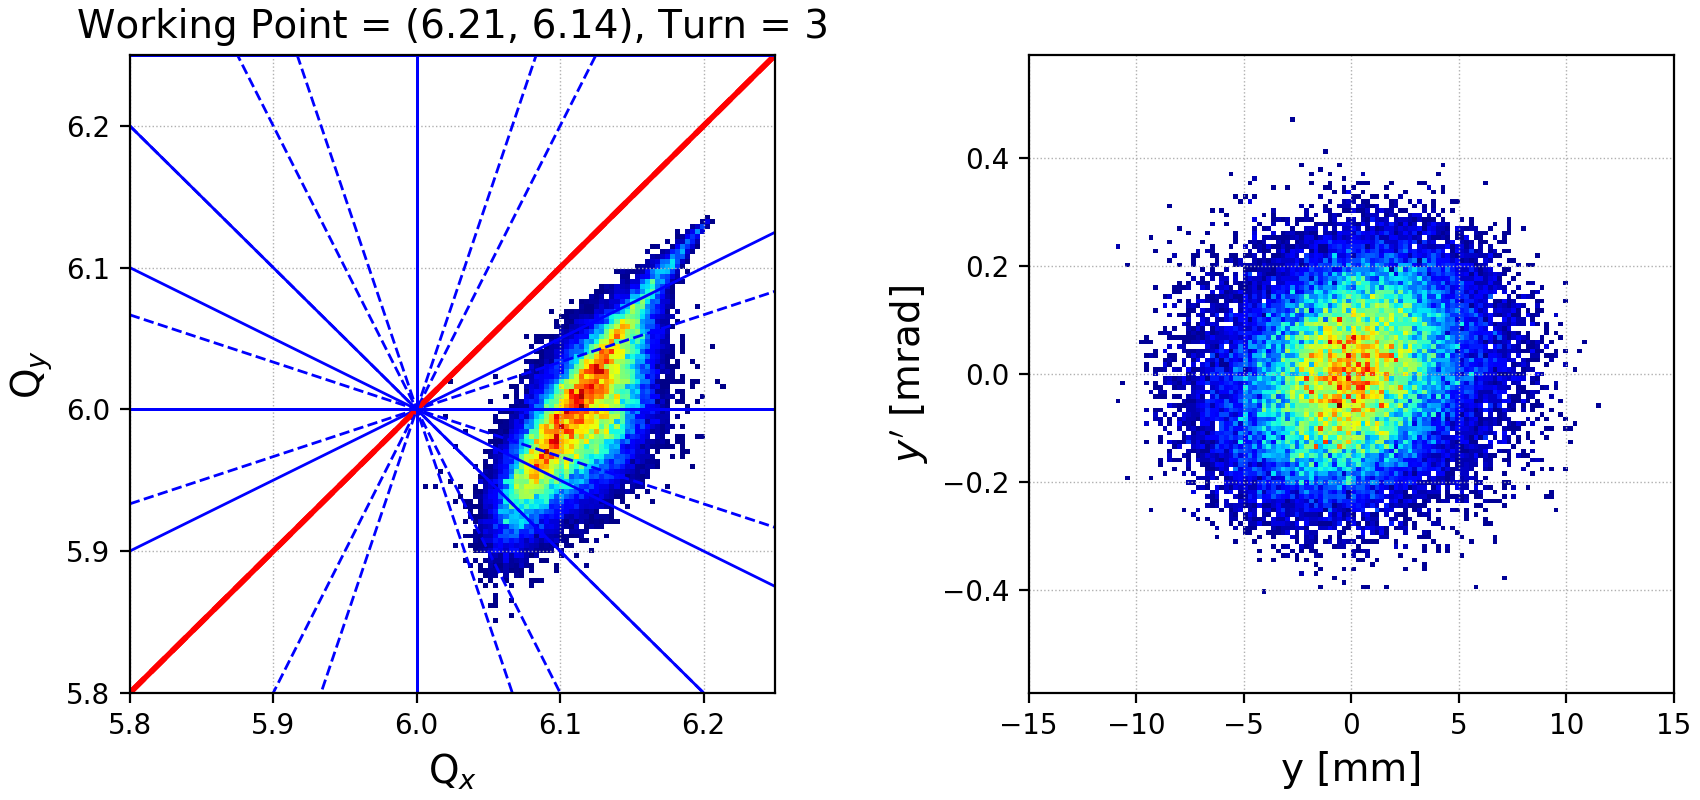 Working Point = (6.21, 6.14), Turn = 3
6.2
6.1
6.0
5.9
5.8
5.8 5.9 6.0 6.1 6.2
Qy
Qx
0.4
0.2
0.0
−0.2
−0.4
−15 −10 −5 0 5 10 15
y′ [mrad]
y [mm]